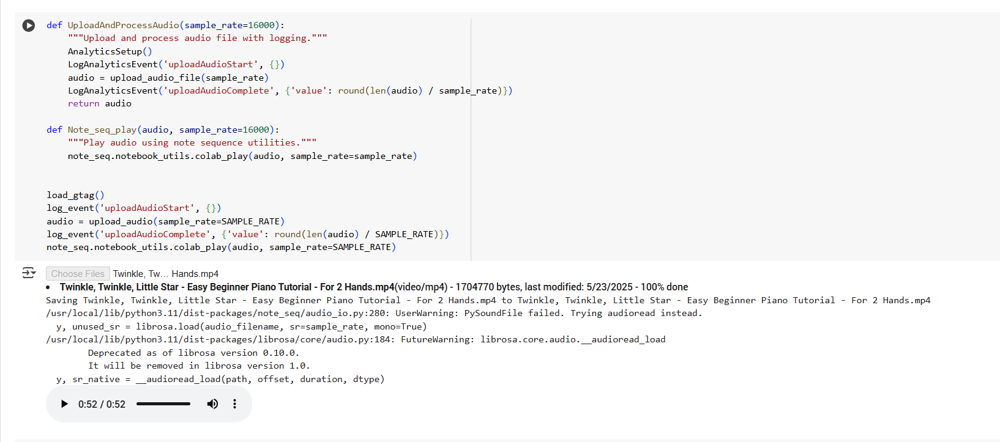 def UploadAndProcessAudio(sample_rate=16000):
    """Upload and process audio file with logging."""
    AnalyticsSetup()
    LogAnalyticsEvent('uploadAudioStart', {})
    audio = upload_audio_file(sample_rate)
    LogAnalyticsEvent('uploadAudioComplete', {'value': round(len(audio) / sample_rate)})
    return audio

def Note_seq_play(audio, sample_rate=16000):
    """Play audio using note sequence utilities."""
    note_seq.notebook_utils.colab_play(audio, sample_rate=sample_rate)


load_gtag()
log_event('uploadAudioStart', {})
audio = upload_audio(sample_rate=SAMPLE_RATE)
log_event('uploadAudioComplete', {'value': round(len(audio) / SAMPLE_RATE)})
note_seq.notebook_utils.colab_play(audio, sample_rate=SAMPLE_RATE)
Choose Files Twinkle, Tw… Hands.mp4
• Twinkle, Twinkle, Little Star - Easy Beginner Piano Tutorial - For 2 Hands.mp4(video/mp4) - 1704770 bytes, last modified: 5/23/2025 - 100% done
Saving Twinkle, Twinkle, Little Star - Easy Beginner Piano Tutorial - For 2 Hands.mp4 to Twinkle, Twinkle, Little Star - Easy Beginner Piano Tutorial - For 2 Hands.mp4
/usr/local/lib/python3.11/dist-packages/note_seq/audio_io.py:280: UserWarning: PySoundFile failed. Trying audioread instead.
  y, unused_sr = librosa.load(audio_filename, sr=sample_rate, mono=True)
/usr/local/lib/python3.11/dist-packages/librosa/core/audio.py:184: FutureWarning: librosa.core.audio.__audioread_load
        Deprecated as of librosa version 0.10.0.
        It will be removed in librosa version 1.0.
  y, sr_native = __audioread_load(path, offset, duration, dtype)
0:52 / 0:52